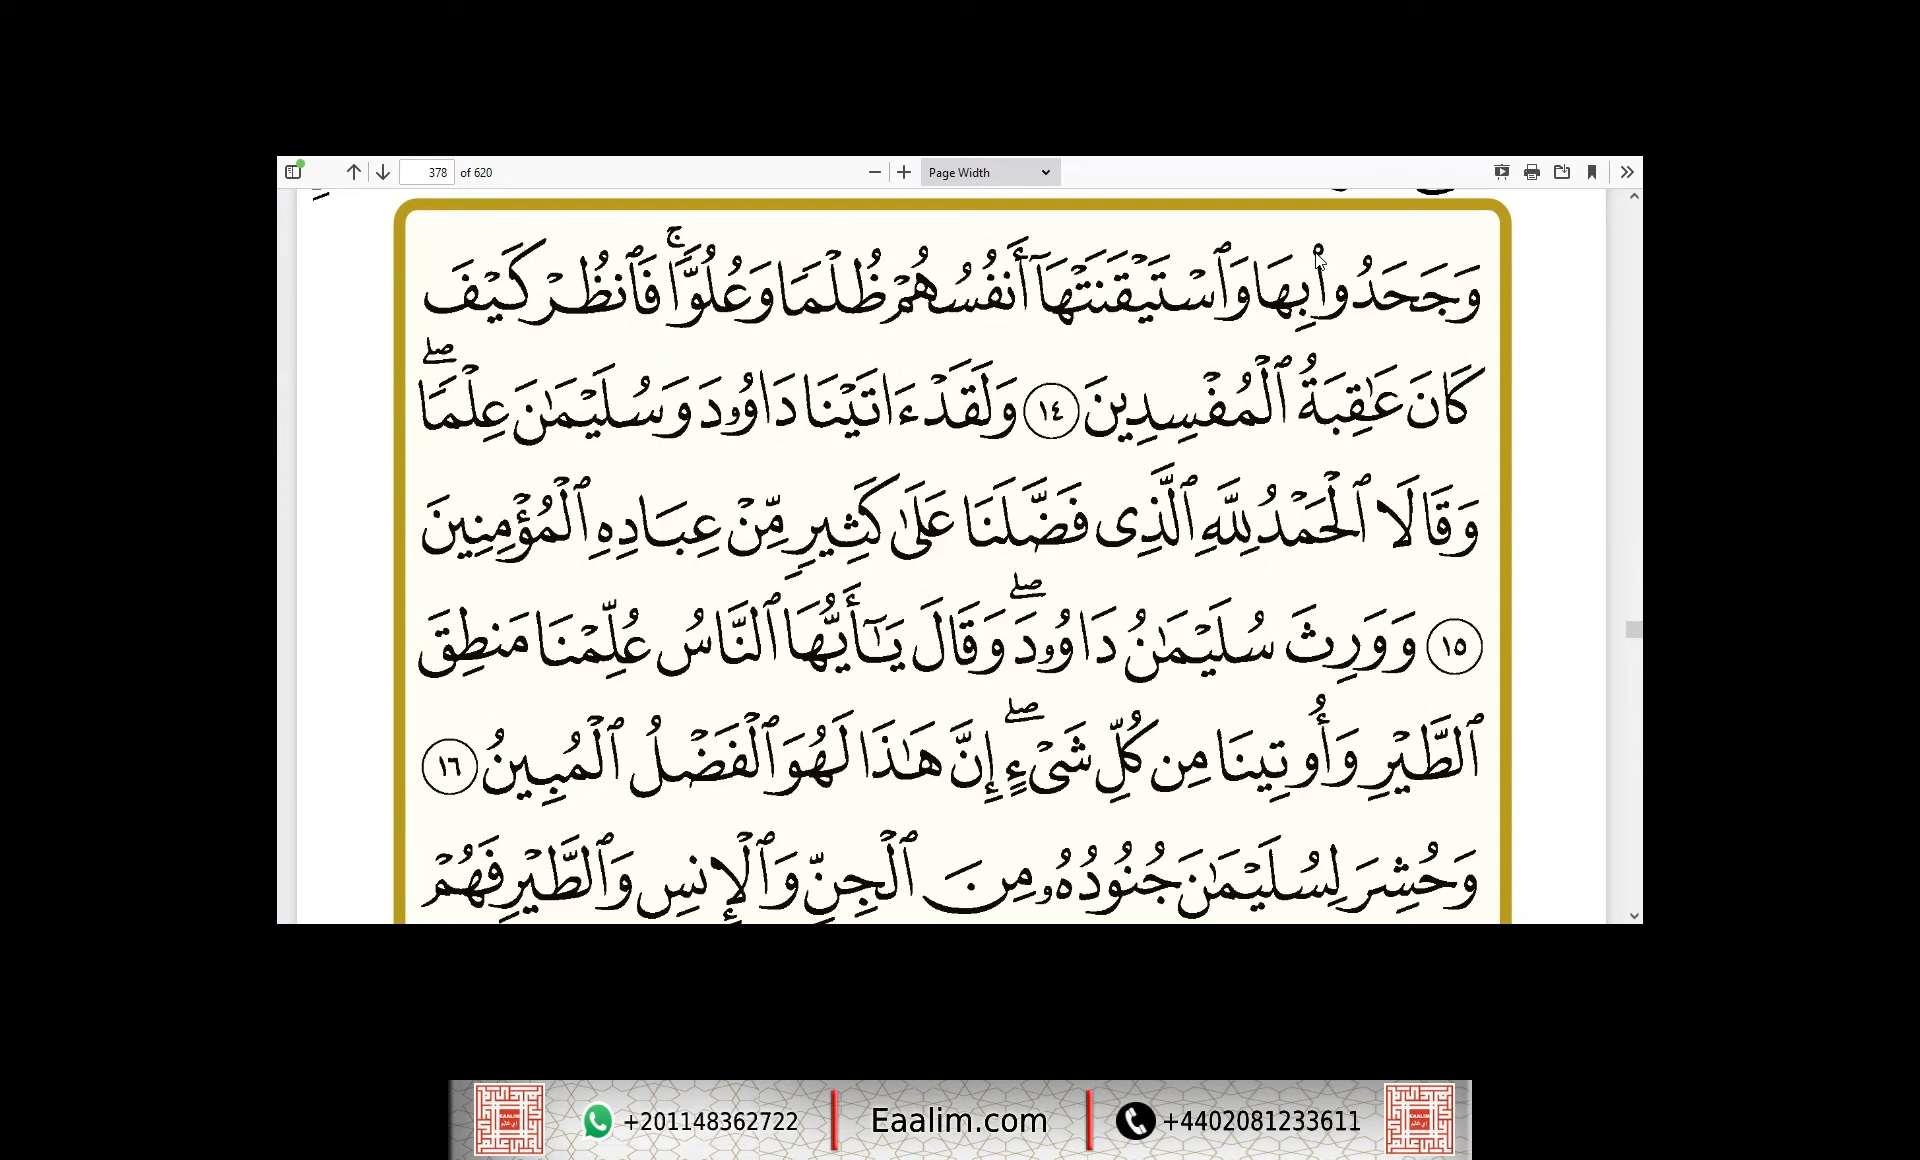 378 of 620 Page Width
وَجَحَدُوا۟ بِهَا وَٱسْتَيْقَنَتْهَآ أَنفُسُهُمْ ظُلْمًا وَعُلُوًّا ۚ فَٱنظُرْ كَيْفَ
كَانَ عَـٰقِبَةُ ٱلْمُفْسِدِينَ ١٤ وَلَقَدْ ءَاتَيْنَا دَاوُۥدَ وَسُلَيْمَـٰنَ عِلْمًا ۖ
وَقَالَا ٱلْحَمْدُ لِلَّهِ ٱلَّذِى فَضَّلَنَا عَلَىٰ كَثِيرٍ مِّنْ عِبَادِهِ ٱلْمُؤْمِنِينَ
١٥ وَوَرِثَ سُلَيْمَـٰنُ دَاوُۥدَ ۖ وَقَالَ يَـٰٓأَيُّهَا ٱلنَّاسُ عُلِّمْنَا مَنطِقَ
ٱلطَّيْرِ وَأُوتِينَا مِن كُلِّ شَىْءٍ ۖ إِنَّ هَـٰذَا لَهُوَ ٱلْفَضْلُ ٱلْمُبِينُ ١٦
وَحُشِرَ لِسُلَيْمَـٰنَ جُنُودُهُۥ مِنَ ٱلْجِنِّ وَٱلْإِنسِ وَٱلطَّيْرِ فَهُمْ
+201148362722 Eaalim.com +4402081233611